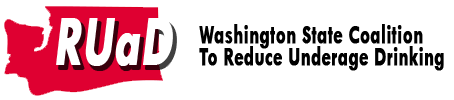 RUaD
Washington State Coalition
To Reduce Underage Drinking